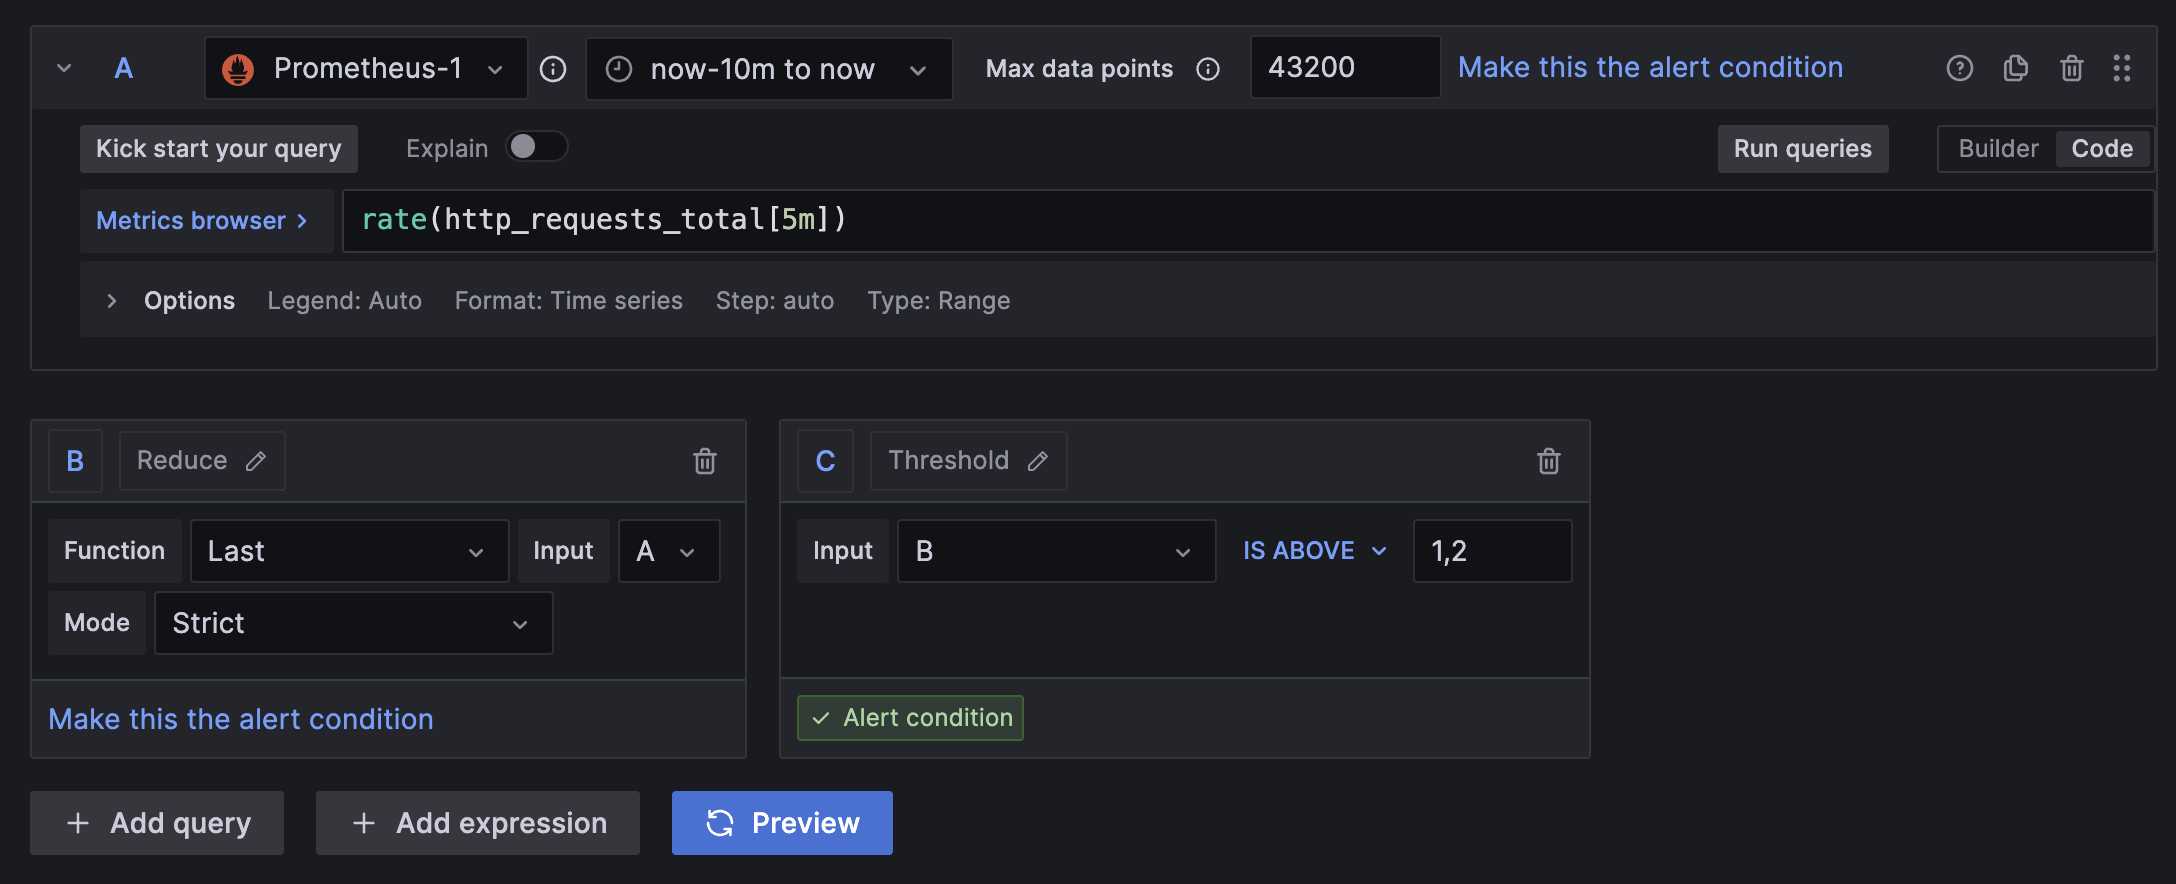 A Prometheus-1 now-10m to now Max data points 43200 Make this the alert condition
Kick start your query Explain Run queries Builder Code
Metrics browser > rate(http_requests_total[5m])
> Options Legend: Auto Format: Time series Step: auto Type: Range
B Reduce
Function Last Input A
Mode Strict
Make this the alert condition
C Threshold
Input B IS ABOVE 1,2
✓ Alert condition
+ Add query + Add expression Preview